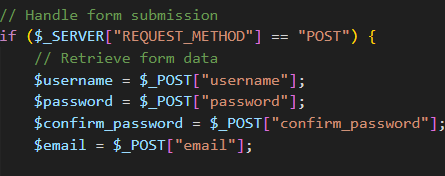 // Handle form submission
if ($_SERVER["REQUEST_METHOD"] == "POST") {
    // Retrieve form data
    $username = $_POST["username"];
    $password = $_POST["password"];
    $confirm_password = $_POST["confirm_password"];
    $email = $_POST["email"];